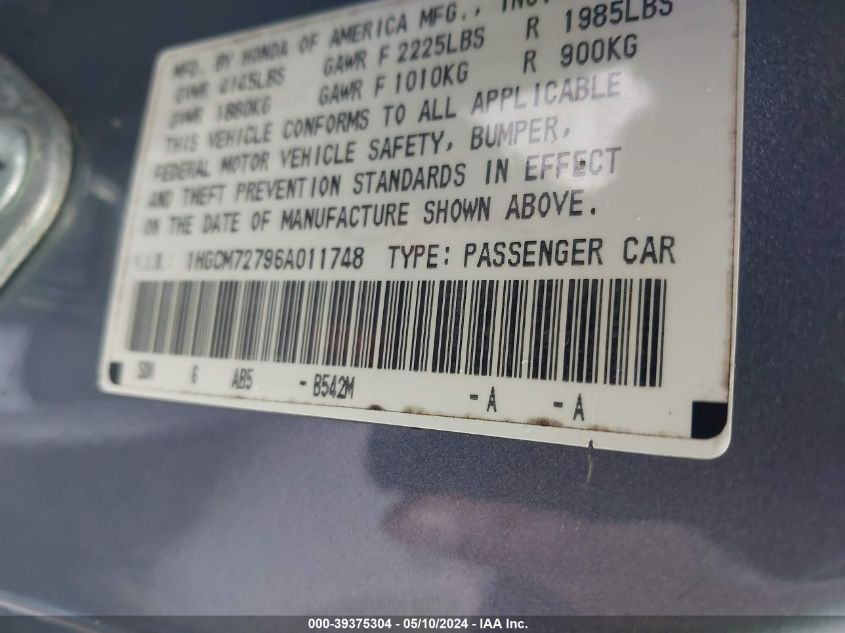 MFD. BY HONDA OF AMERICA MFG., INC.
GVWR 4145LBS GAWR F 2225LBS R 1985LBS
GVWR 1880KG GAWR F 1010KG R 900KG
THIS VEHICLE CONFORMS TO ALL APPLICABLE
FEDERAL MOTOR VEHICLE SAFETY, BUMPER,
AND THEFT PREVENTION STANDARDS IN EFFECT
ON THE DATE OF MANUFACTURE SHOWN ABOVE.
V.I.N.: 1HGCM72796A011748 TYPE: PASSENGER CAR
SDN 6 AB5 - B542M - A - A
000-39375304 - 05/10/2024 - IAA Inc.